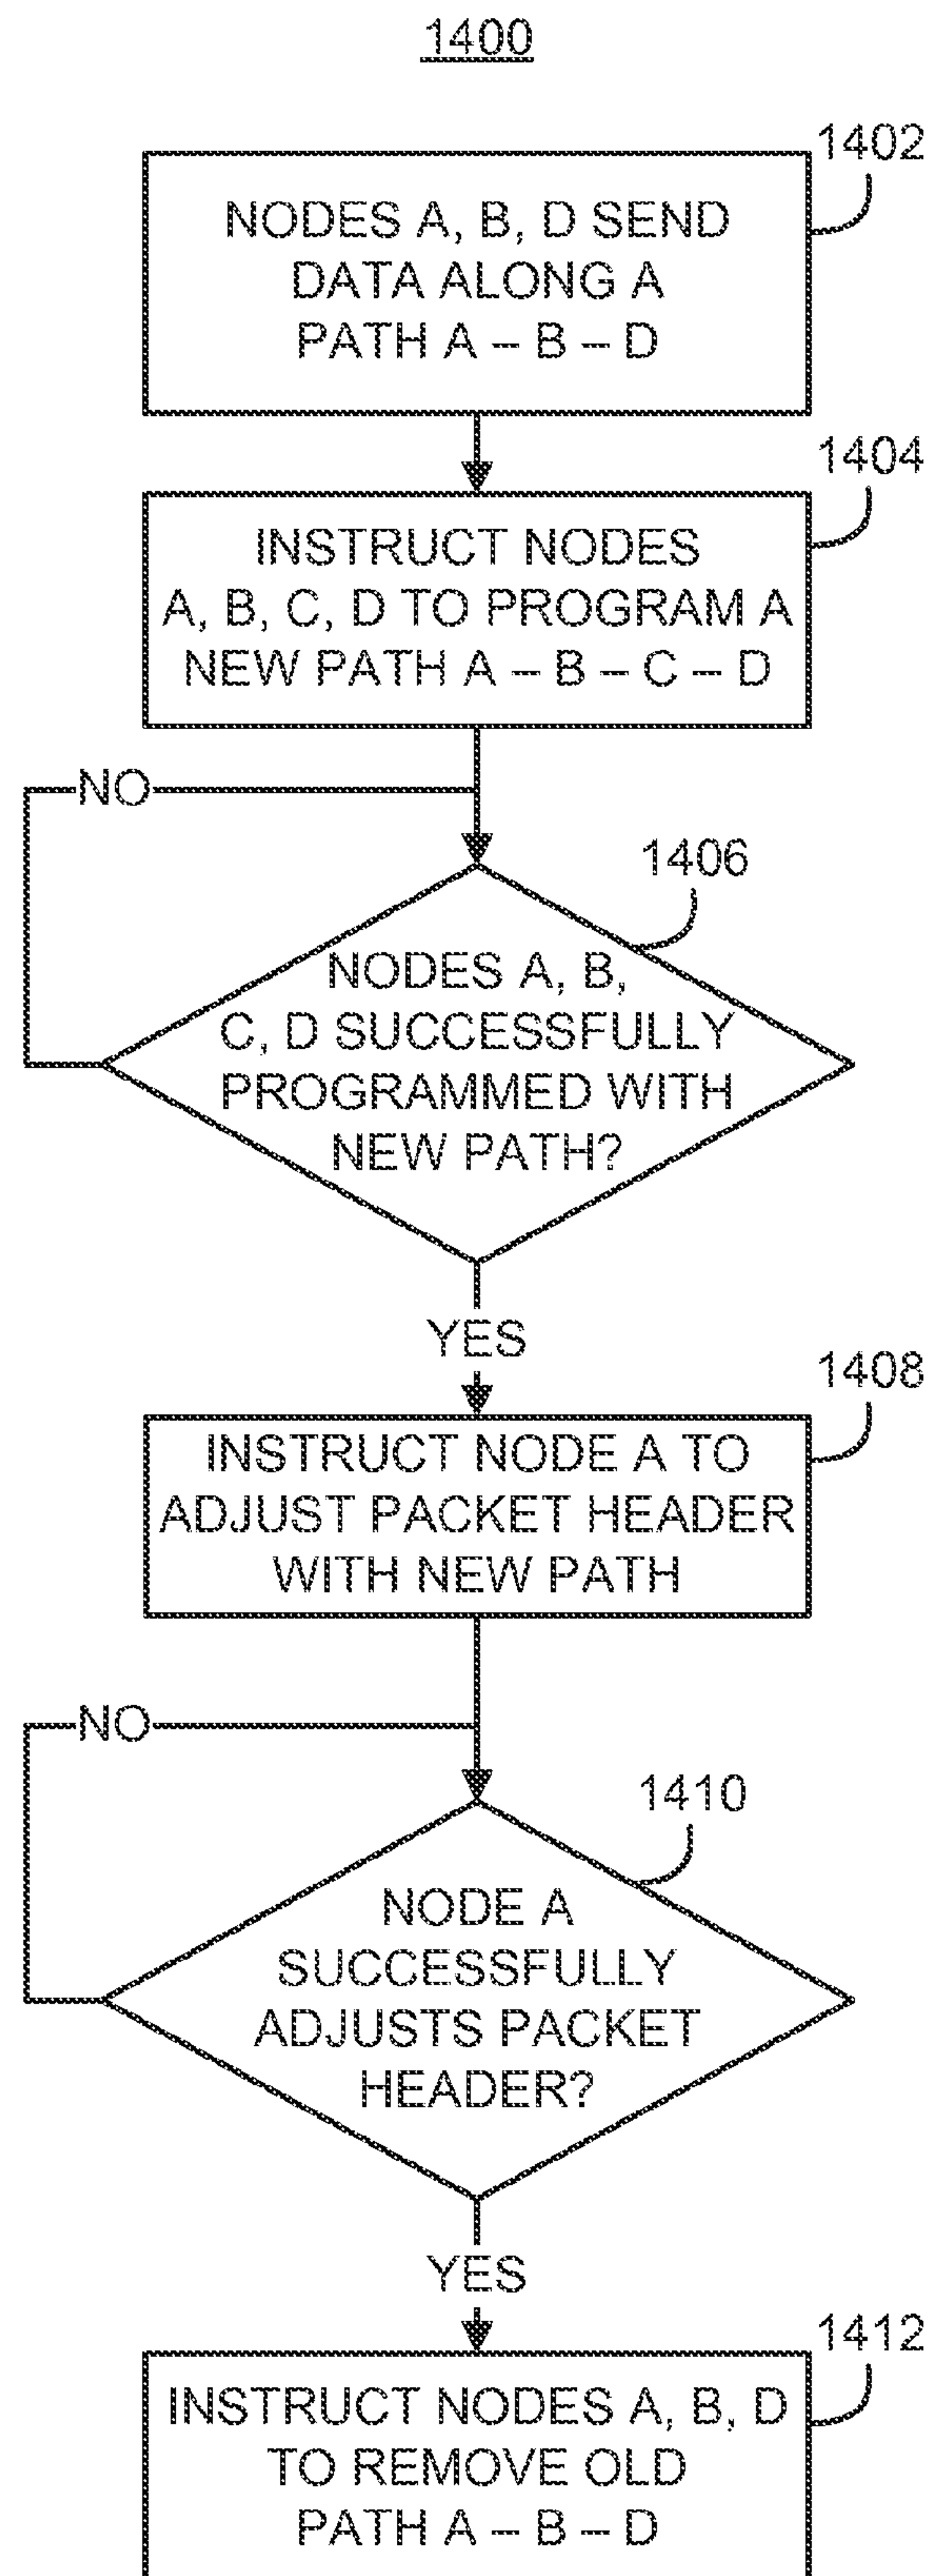 1400
1402
NODES A, B, D SEND
DATA ALONG A
PATH A – B – D
1404
INSTRUCT NODES
A, B, C, D TO PROGRAM A
NEW PATH A – B – C – D
NO
1406
NODES A, B,
C, D SUCCESSFULLY
PROGRAMMED WITH
NEW PATH?
YES
1408
INSTRUCT NODE A TO
ADJUST PACKET HEADER
WITH NEW PATH
NO
1410
NODE A
SUCCESSFULLY
ADJUSTS PACKET
HEADER?
YES
1412
INSTRUCT NODES A, B, D
TO REMOVE OLD
PATH A – B – D